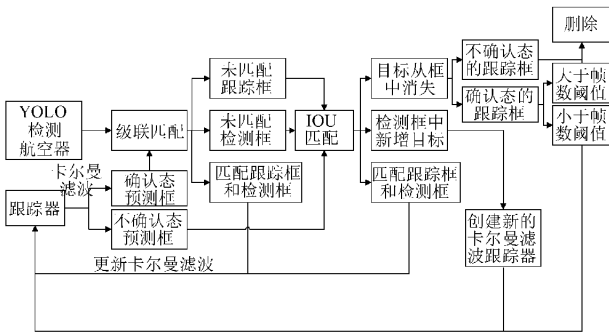 删除
不确认态
的跟踪框
未匹配
跟踪框
目标从框
中消失
大于帧
数阈值
确认态的
跟踪框
YOLO
检测
航空器
级联匹配
未匹配
检测框
IOU
匹配
检测框中
新增目标
小于帧
数阈值
卡尔曼
滤波
确认态
预测框
匹配跟踪框
和检测框
匹配跟踪框
和检测框
跟踪器
不确认态
预测框
创建新的
卡尔曼滤
波跟踪器
更新卡尔曼滤波